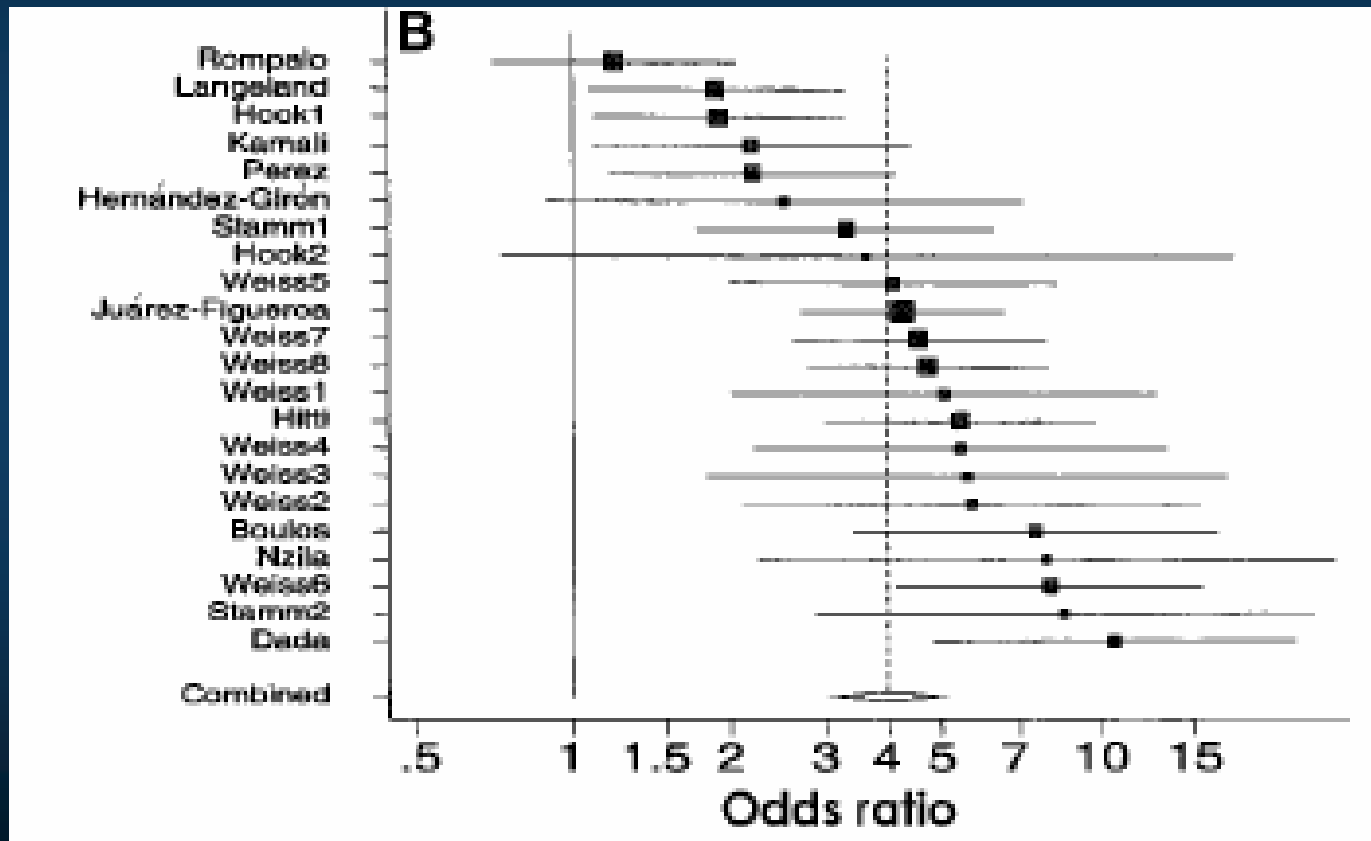 B
Rompalo
Langeland
Hook1
Kamali
Perez
Hernández-Girón
Stamm1
Hook2
Weiss5
Juárez-Figueroa
Weiss7
Weiss8
Weiss1
Hitti
Weiss4
Weiss3
Weiss2
Boulos
Nzila
Weiss6
Stamm2
Dada
Combined
.5 1 1.5 2 3 4 5 7 10 15
Odds ratio